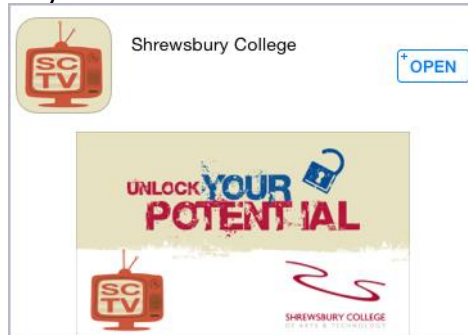 SC
TV
Shrewsbury College
+OPEN
UNLOCK YOUR
POTENTIAL
SC
TV
SHREWSBURY COLLEGE
OF ARTS & TECHNOLOGY